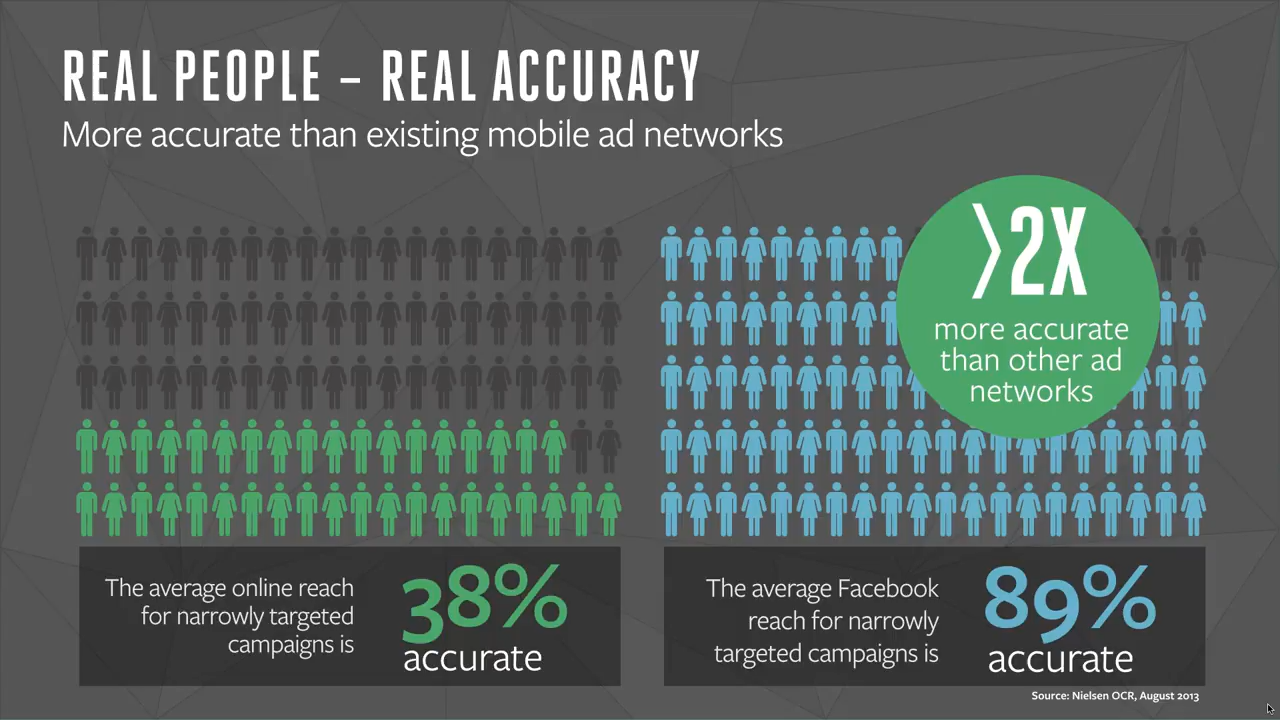 REAL PEOPLE – REAL ACCURACY
More accurate than existing mobile ad networks
>2X
more accurate
than other ad
networks
The average online reach
for narrowly targeted
campaigns is
38%
accurate
The average Facebook
reach for narrowly
targeted campaigns is
89%
accurate
Source: Nielsen OCR, August 2013